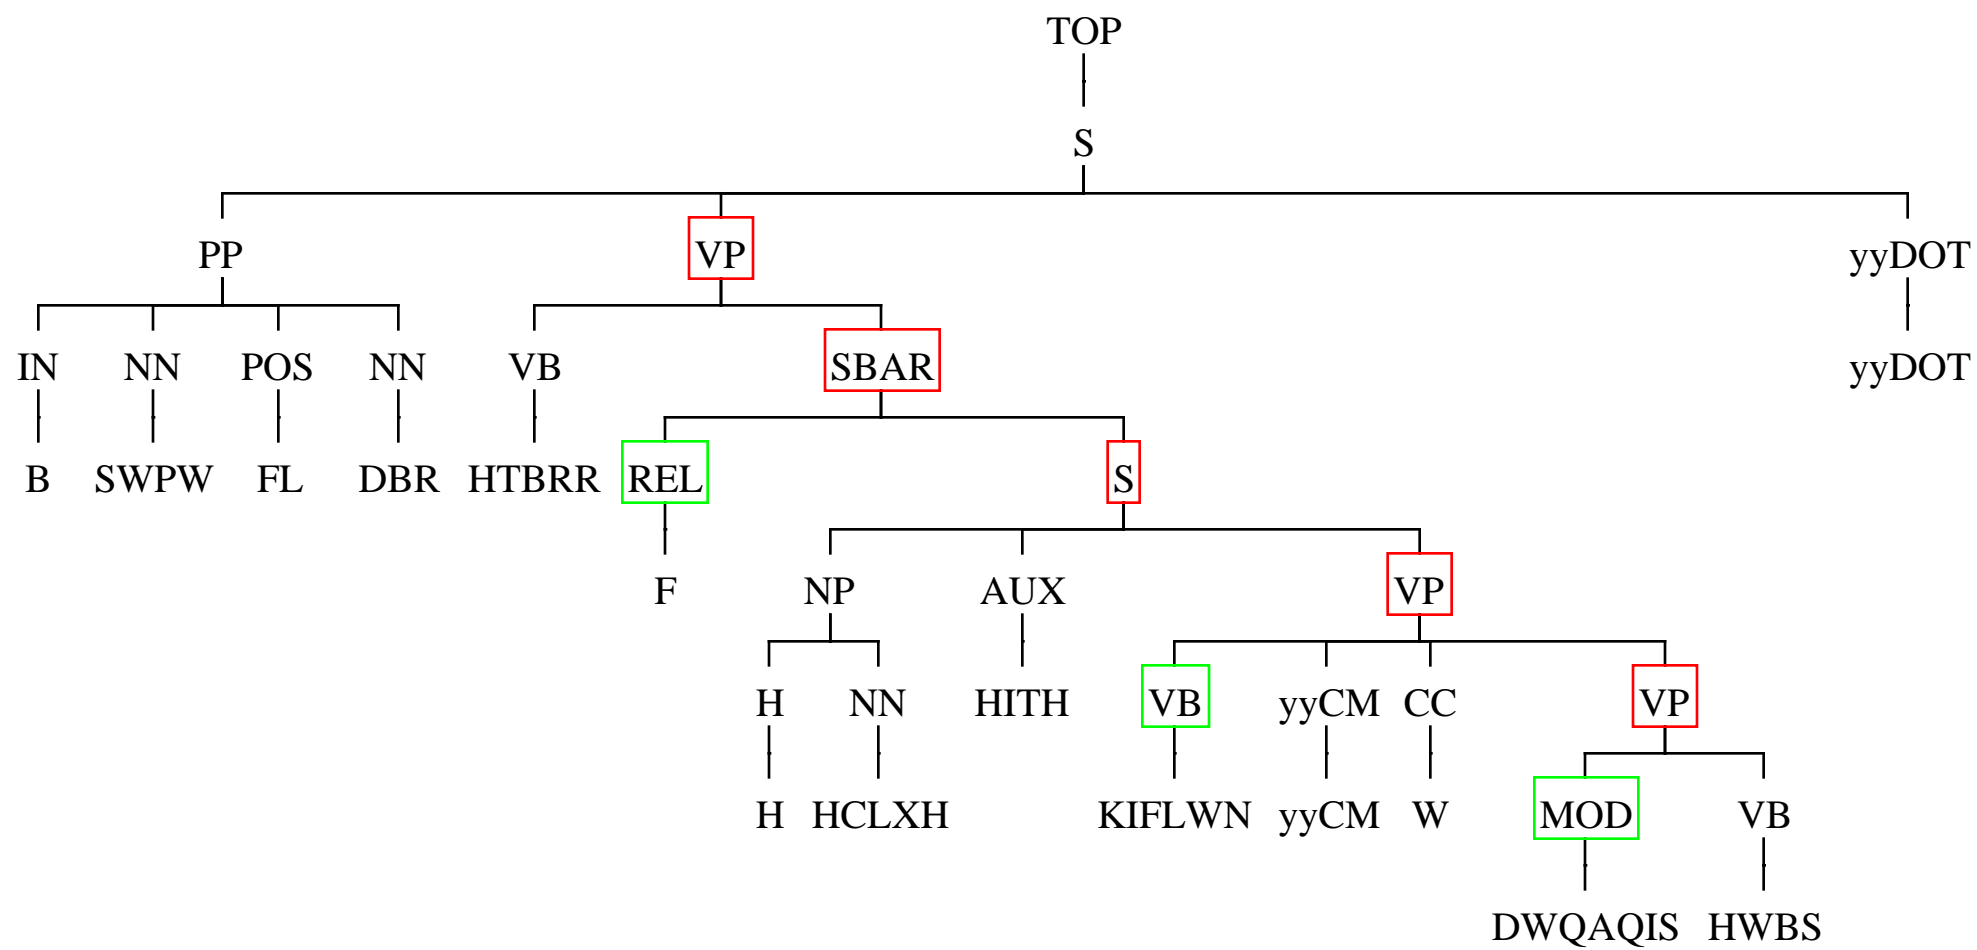 TOP
S
PP VP yyDOT
IN NN POS NN VB SBAR yyDOT
B SWPW FL DBR HTBRR REL S
F NP AUX VP
H NN HITH VB yyCM CC VP
H HCLXH KIFLWN yyCM W MOD VB
DWQAQIS HWBS